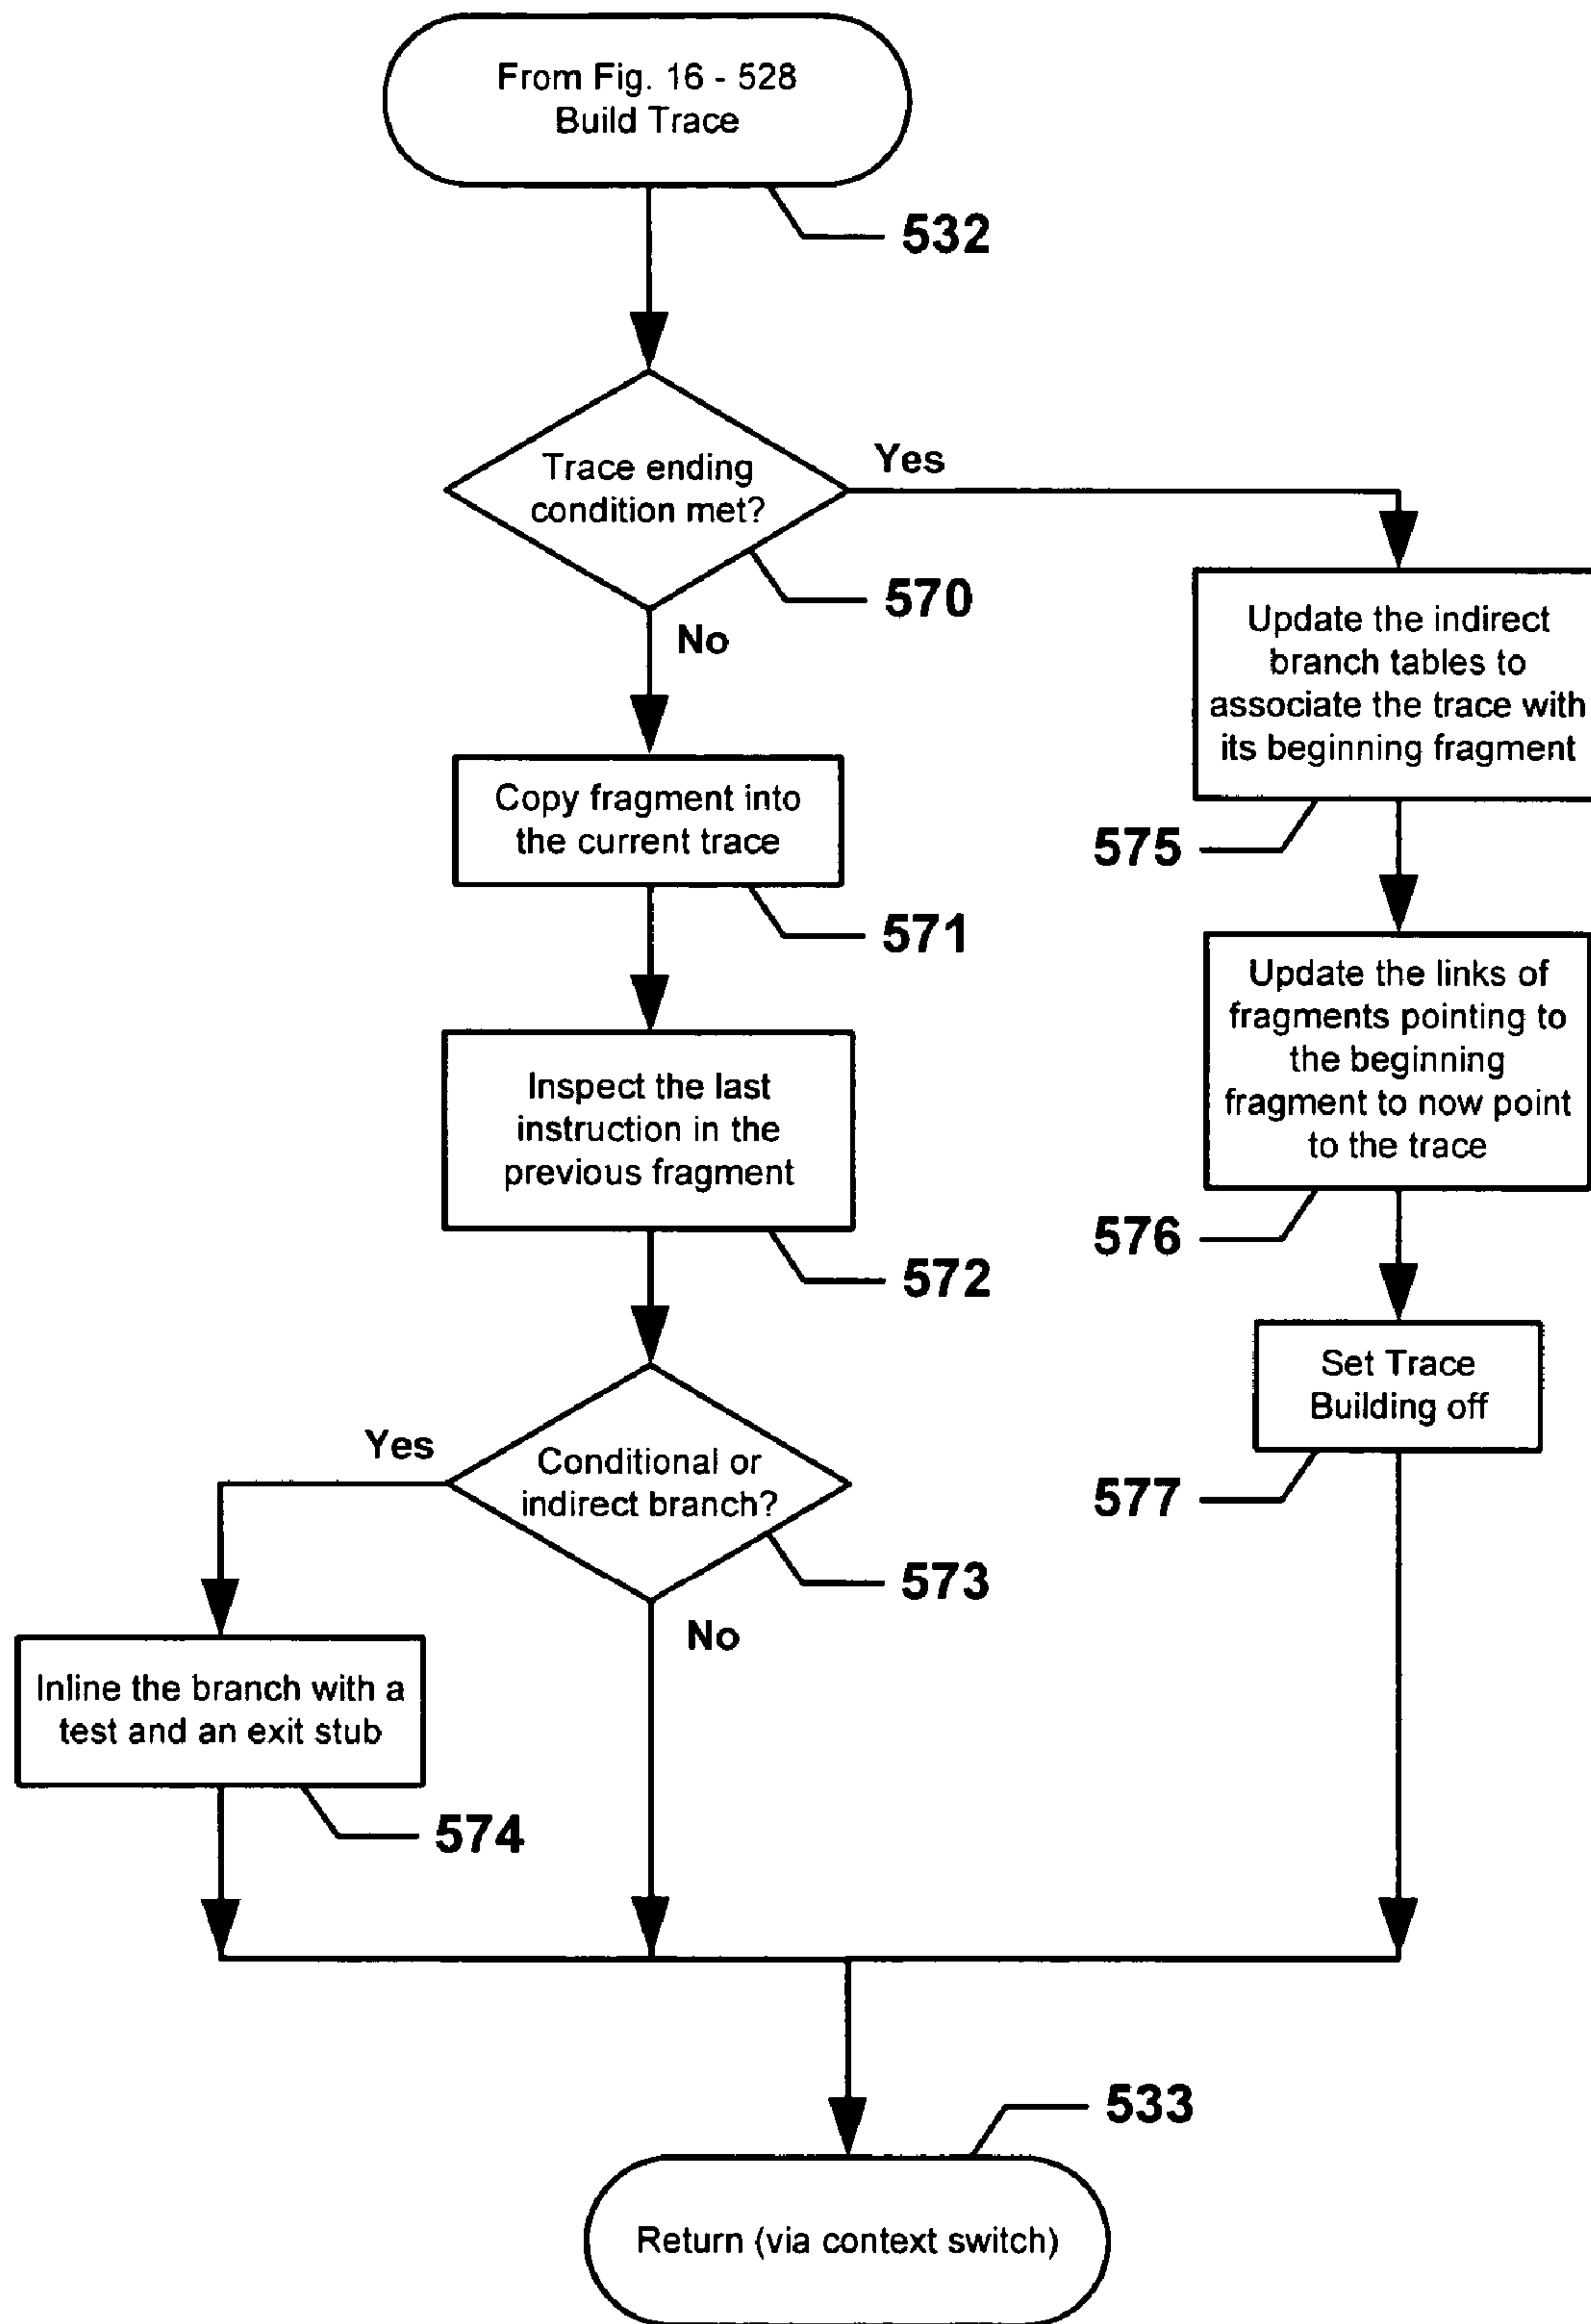 From Fig. 16 - 528
Build Trace
532
Trace ending
condition met?
Yes
570
No
Update the indirect
branch tables to
associate the trace with
its beginning fragment
575
Copy fragment into
the current trace
571
Update the links of
fragments pointing to
the beginning
fragment to now point
to the trace
576
Inspect the last
instruction in the
previous fragment
572
Set Trace
Building off
577
Conditional or
indirect branch?
Yes
573
No
Inline the branch with a
test and an exit stub
574
533
Return (via context switch)